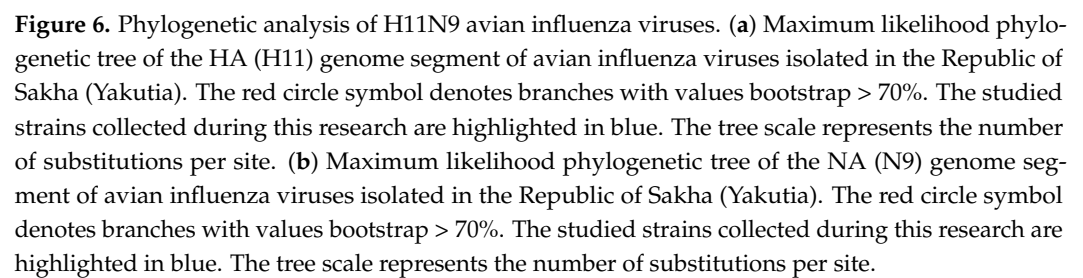 Figure 6. Phylogenetic analysis of H11N9 avian influenza viruses. (a) Maximum likelihood phylo-
genetic tree of the HA (H11) genome segment of avian influenza viruses isolated in the Republic of
Sakha (Yakutia). The red circle symbol denotes branches with values bootstrap > 70%. The studied
strains collected during this research are highlighted in blue. The tree scale represents the number
of substitutions per site. (b) Maximum likelihood phylogenetic tree of the NA (N9) genome seg-
ment of avian influenza viruses isolated in the Republic of Sakha (Yakutia). The red circle symbol
denotes branches with values bootstrap > 70%. The studied strains collected during this research are
highlighted in blue. The tree scale represents the number of substitutions per site.